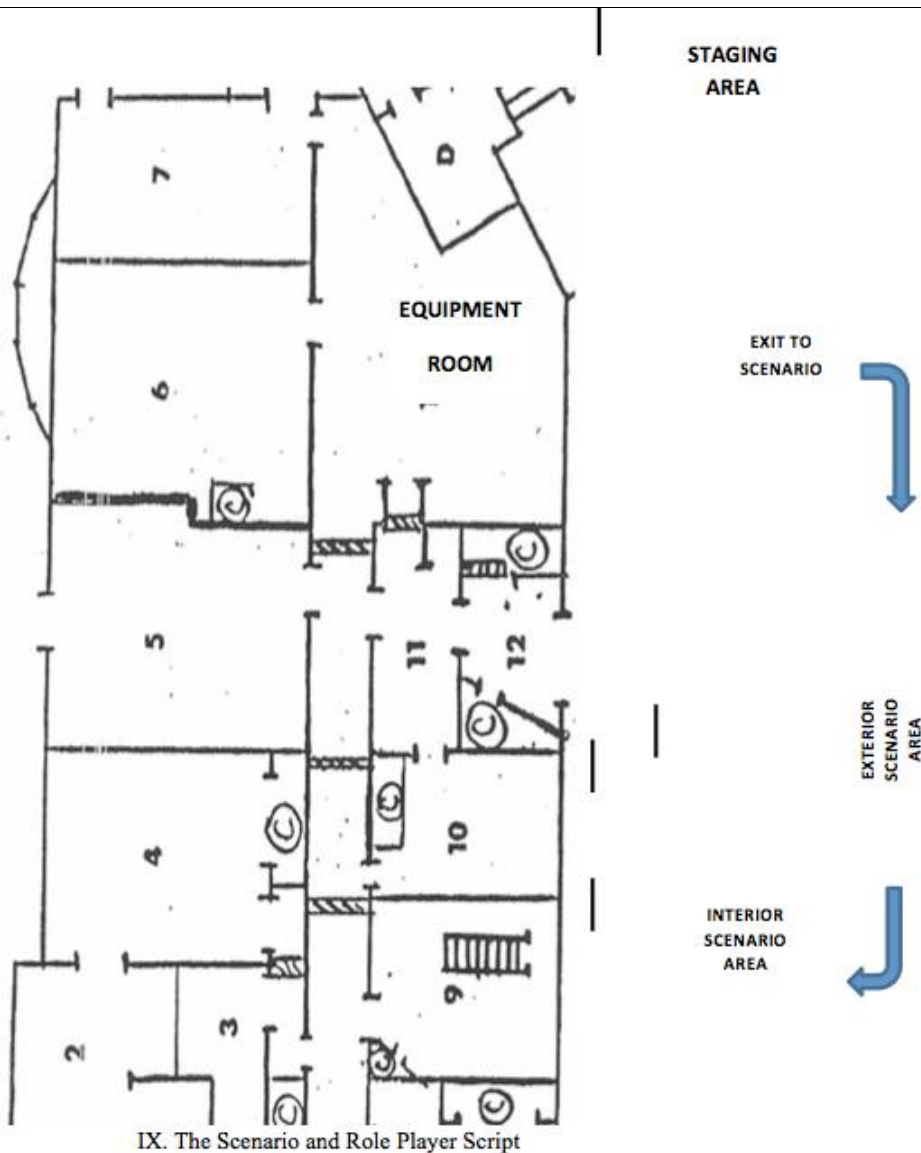 STAGING
AREA
7
D
EQUIPMENT
ROOM
EXIT TO
SCENARIO
6
C
C
5
11
12
C
EXTERIOR
SCENARIO
AREA
C
C
4
10
INTERIOR
SCENARIO
AREA
9
3
2
C
C
C
IX. The Scenario and Role Player Script